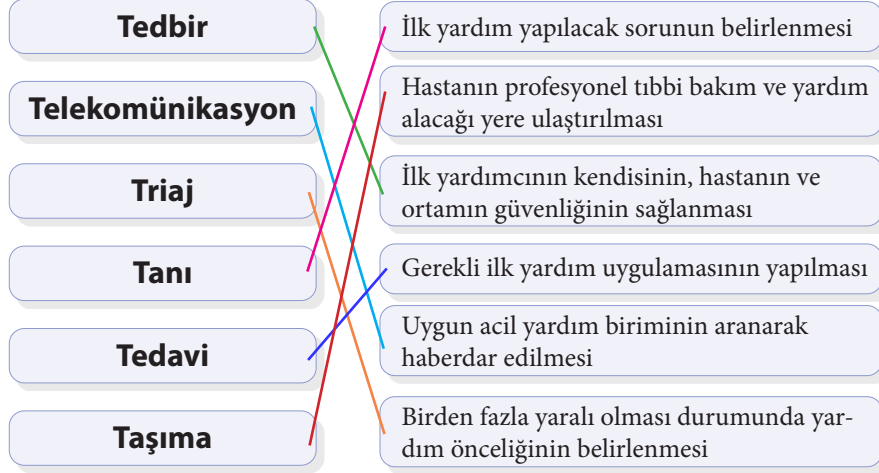 Tedbir
Telekomünikasyon
Triaj
Tanı
Tedavi
Taşıma
İlk yardım yapılacak sorunun belirlenmesi
Hastanın profesyonel tıbbi bakım ve yardım
alacağı yere ulaştırılması
İlk yardımcının kendisinin, hastanın ve
ortamın güvenliğinin sağlanması
Gerekli ilk yardım uygulamasının yapılması
Uygun acil yardım biriminin aranarak
haberdar edilmesi
Birden fazla yaralı olması durumunda yar-
dım önceliğinin belirlenmesi